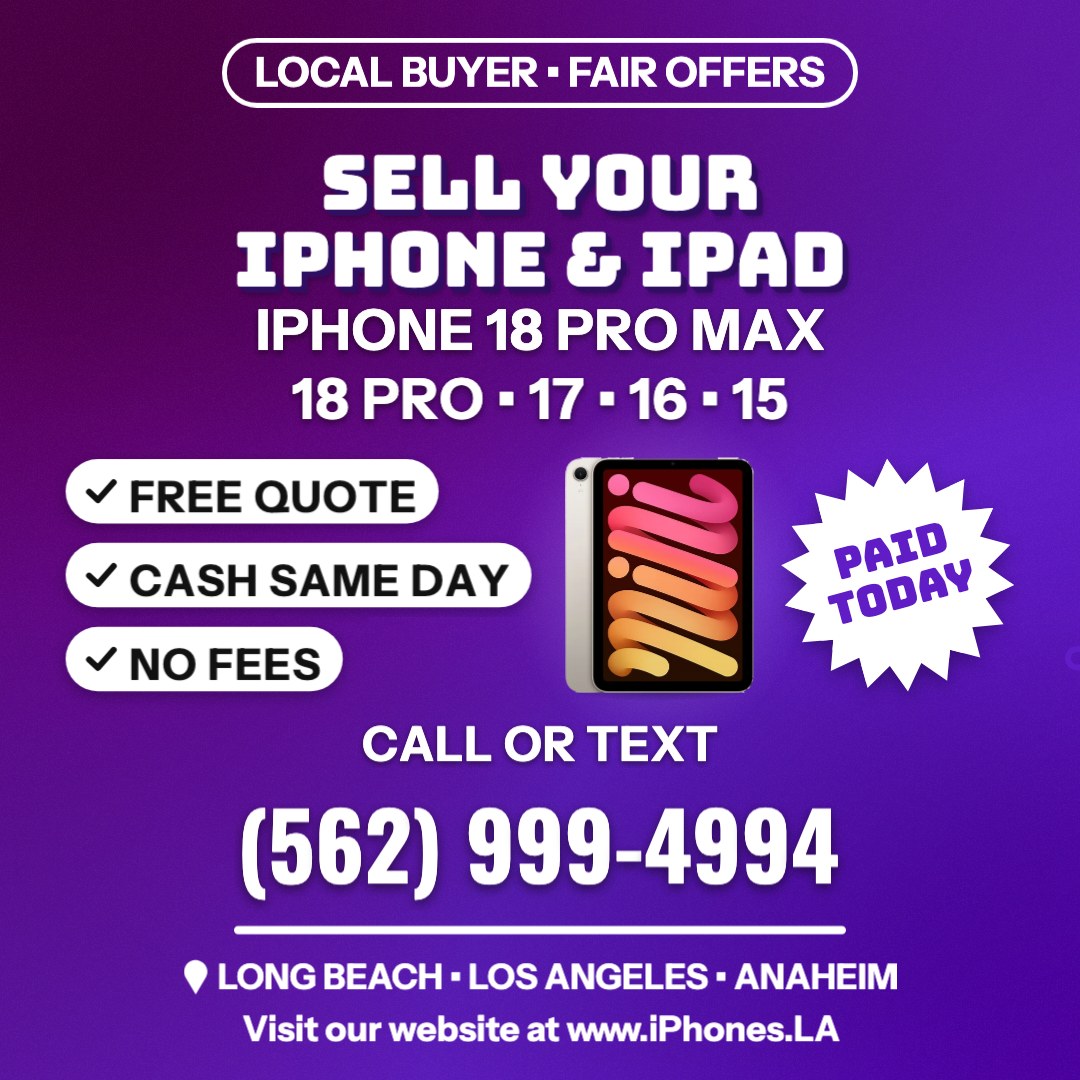 LOCAL BUYER ▪ FAIR OFFERS
SELL YOUR
IPHONE & IPAD
IPHONE 18 PRO MAX
18 PRO ▪ 17 ▪ 16 ▪ 15
✓ FREE QUOTE
✓ CASH SAME DAY
✓ NO FEES
PAID
TODAY
CALL OR TEXT
(562) 999-4994
LONG BEACH ▪ LOS ANGELES ▪ ANAHEIM
Visit our website at www.iPhones.LA